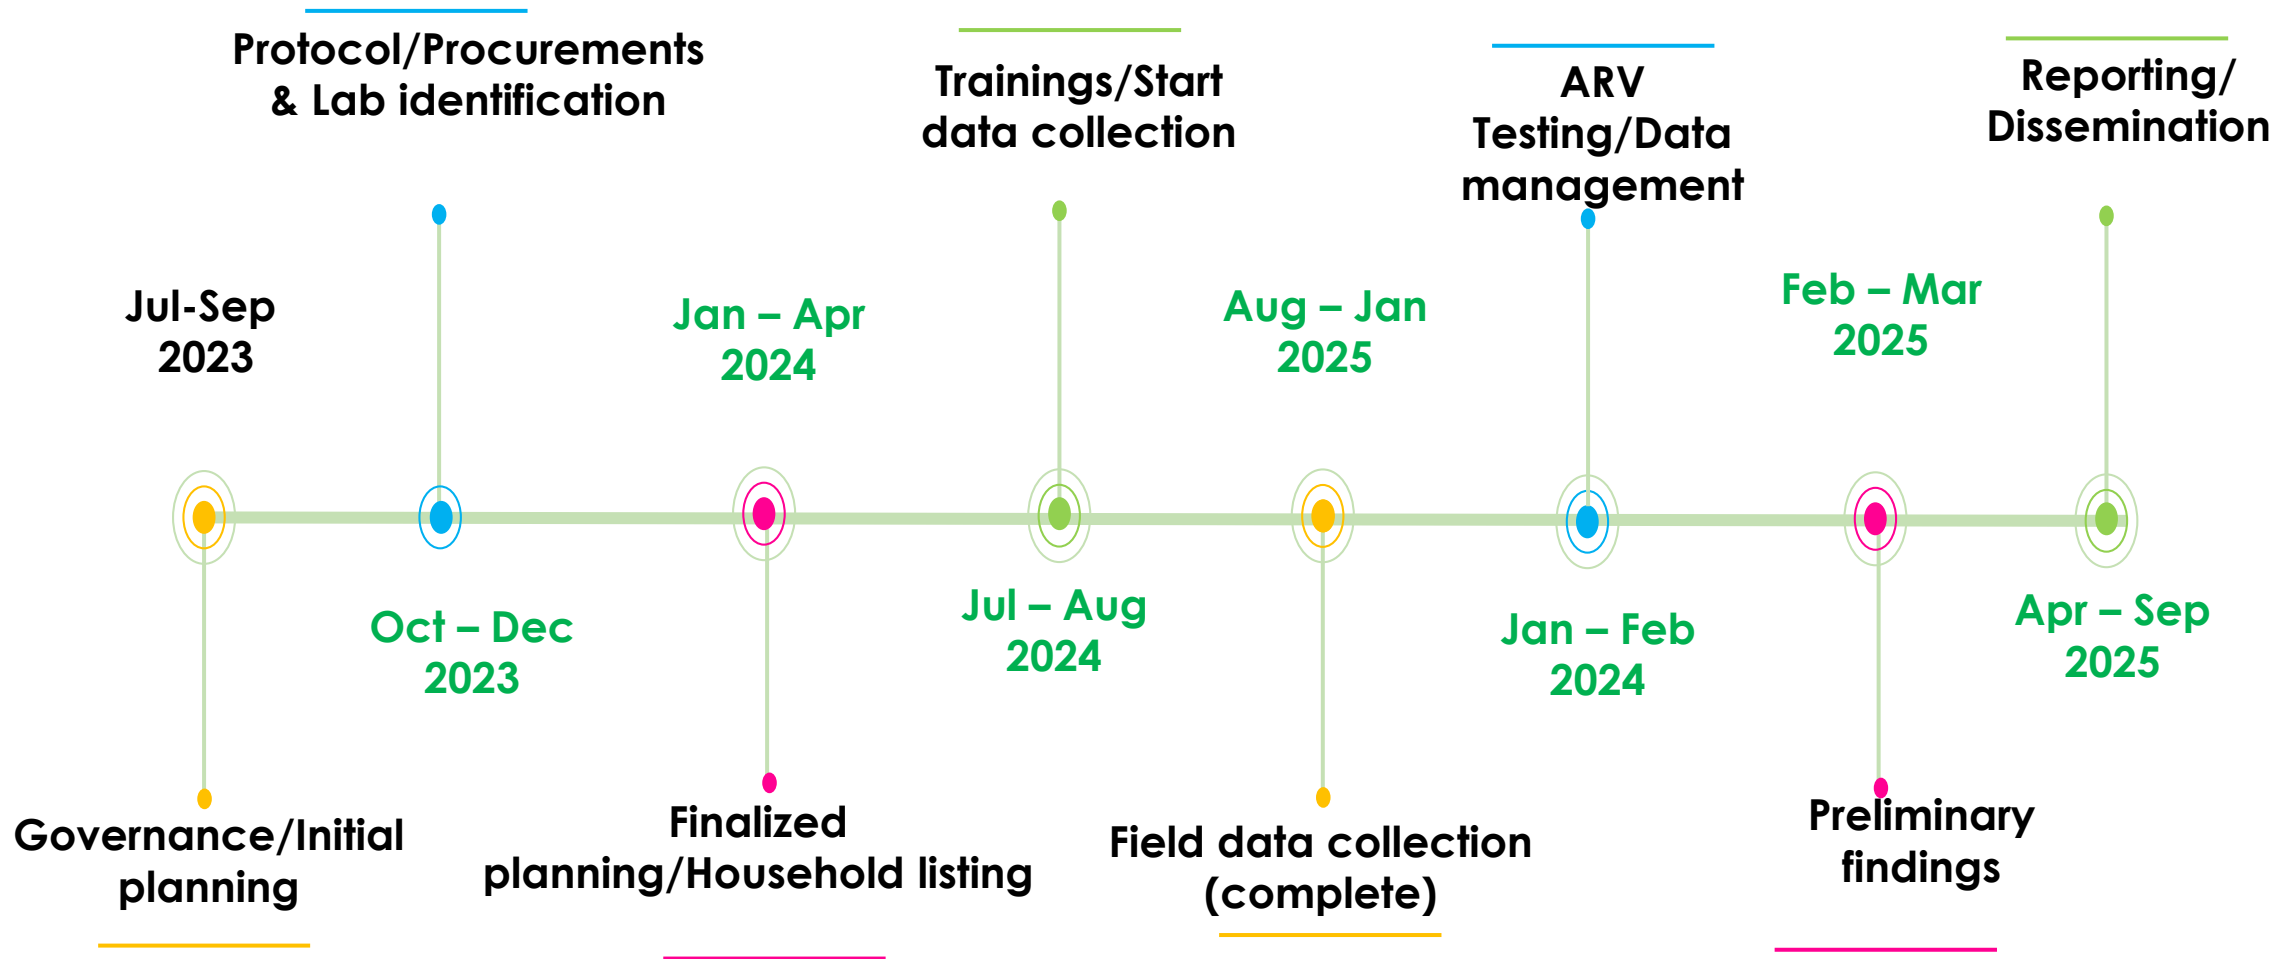 Protocol/Procurements
& Lab identification
Trainings/Start
data collection
ARV
Testing/Data
management
Reporting/
Dissemination
Jul-Sep
2023
Jan – Apr
2024
Aug – Jan
2025
Feb – Mar
2025
Oct – Dec
2023
Jul – Aug
2024
Jan – Feb
2024
Apr – Sep
2025
Governance/Initial
planning
Finalized
planning/Household listing
Field data collection
(complete)
Preliminary
findings